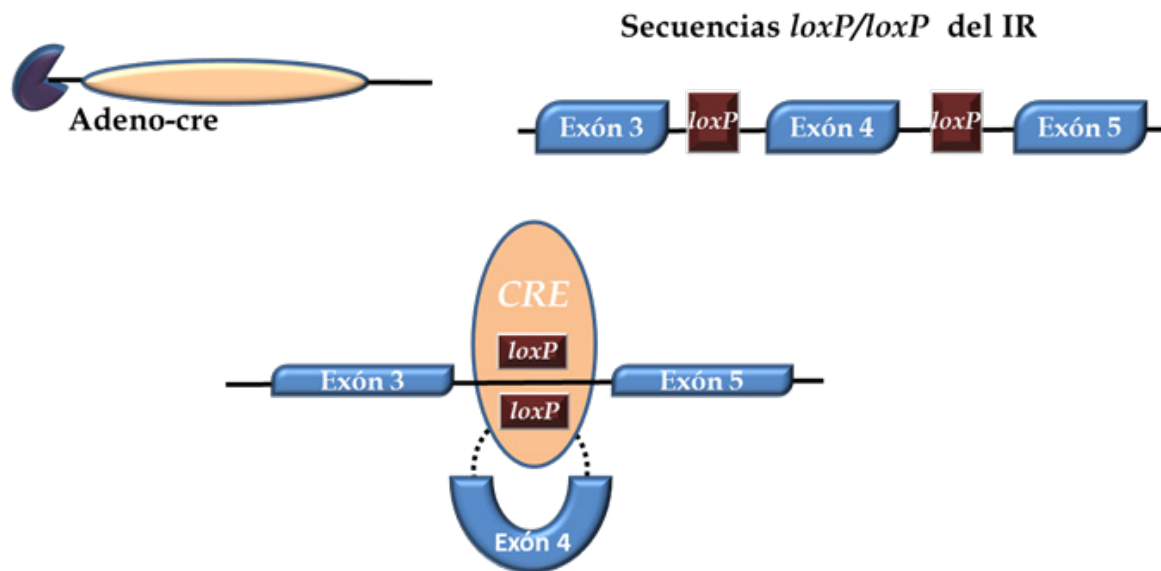 Secuencias loxP/loxP del IR
Adeno-cre
Exón 3 loxP Exón 4 loxP Exón 5
CRE
loxP
Exón 3 Exón 5
loxP
Exón 4